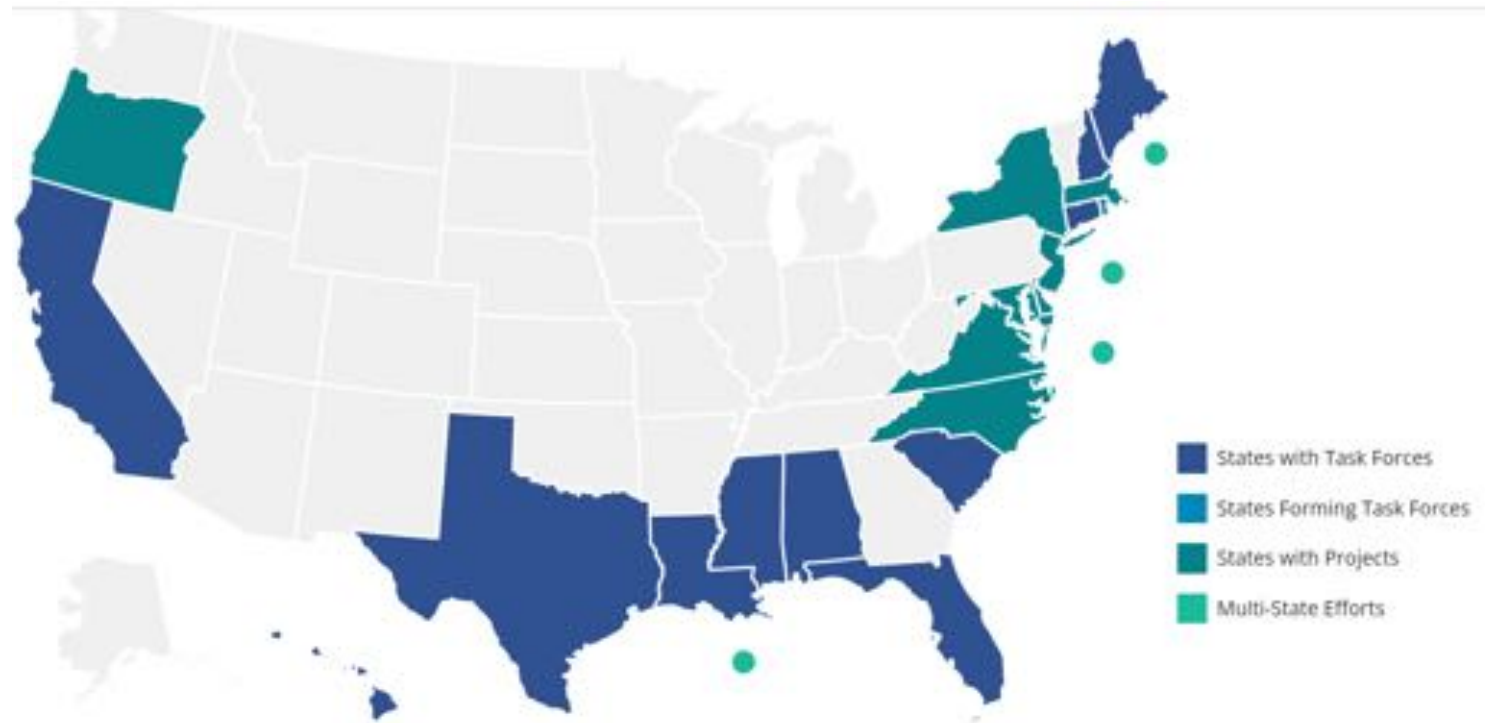 States with Task Forces
States Forming Task Forces
States with Projects
Multi-State Efforts